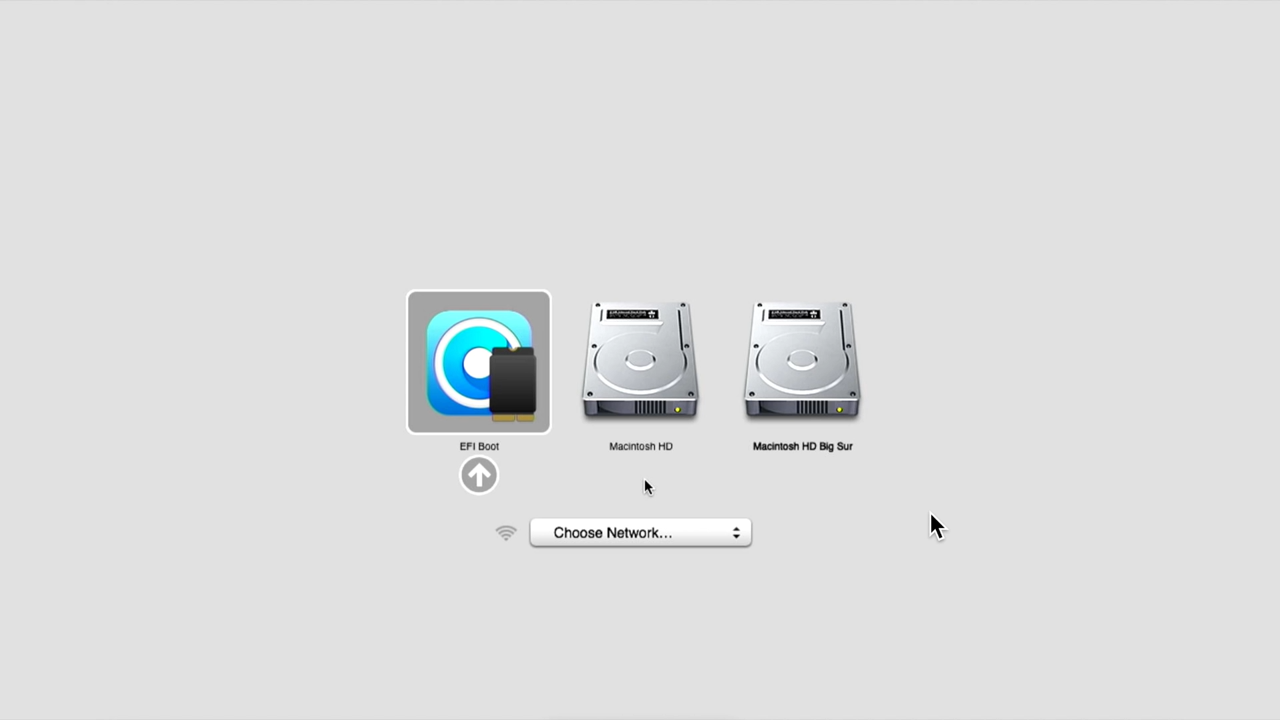 EFI Boot
Macintosh HD
Macintosh HD Big Sur
Choose Network...